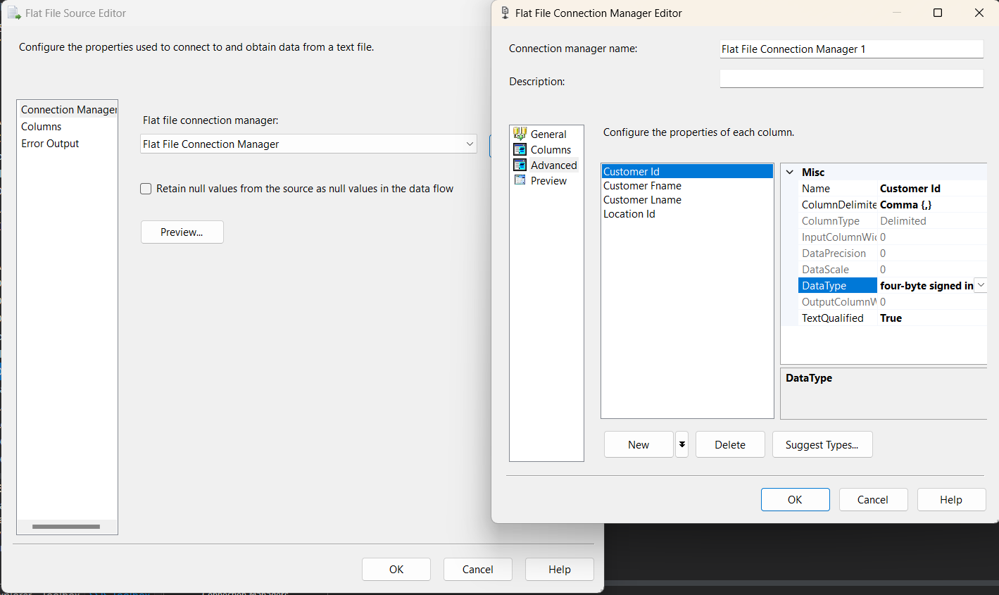 Flat File Source Editor
Configure the properties used to connect to and obtain data from a text file.
Connection Manager
Columns
Error Output
Flat file connection manager:
Flat File Connection Manager
Retain null values from the source as null values in the data flow
Preview...
OK
Cancel
Help
Flat File Connection Manager Editor
Connection manager name:
Flat File Connection Manager 1
Description:
General
Columns
Advanced
Preview
Configure the properties of each column.
Customer Id
Customer Fname
Customer Lname
Location Id
Misc
Name Customer Id
ColumnDelimite Comma {,}
ColumnType Delimited
InputColumnWi 0
DataPrecision 0
DataScale 0
DataType four-byte signed in
OutputColumnW 0
TextQualified True
DataType
New
Delete
Suggest Types...
OK
Cancel
Help